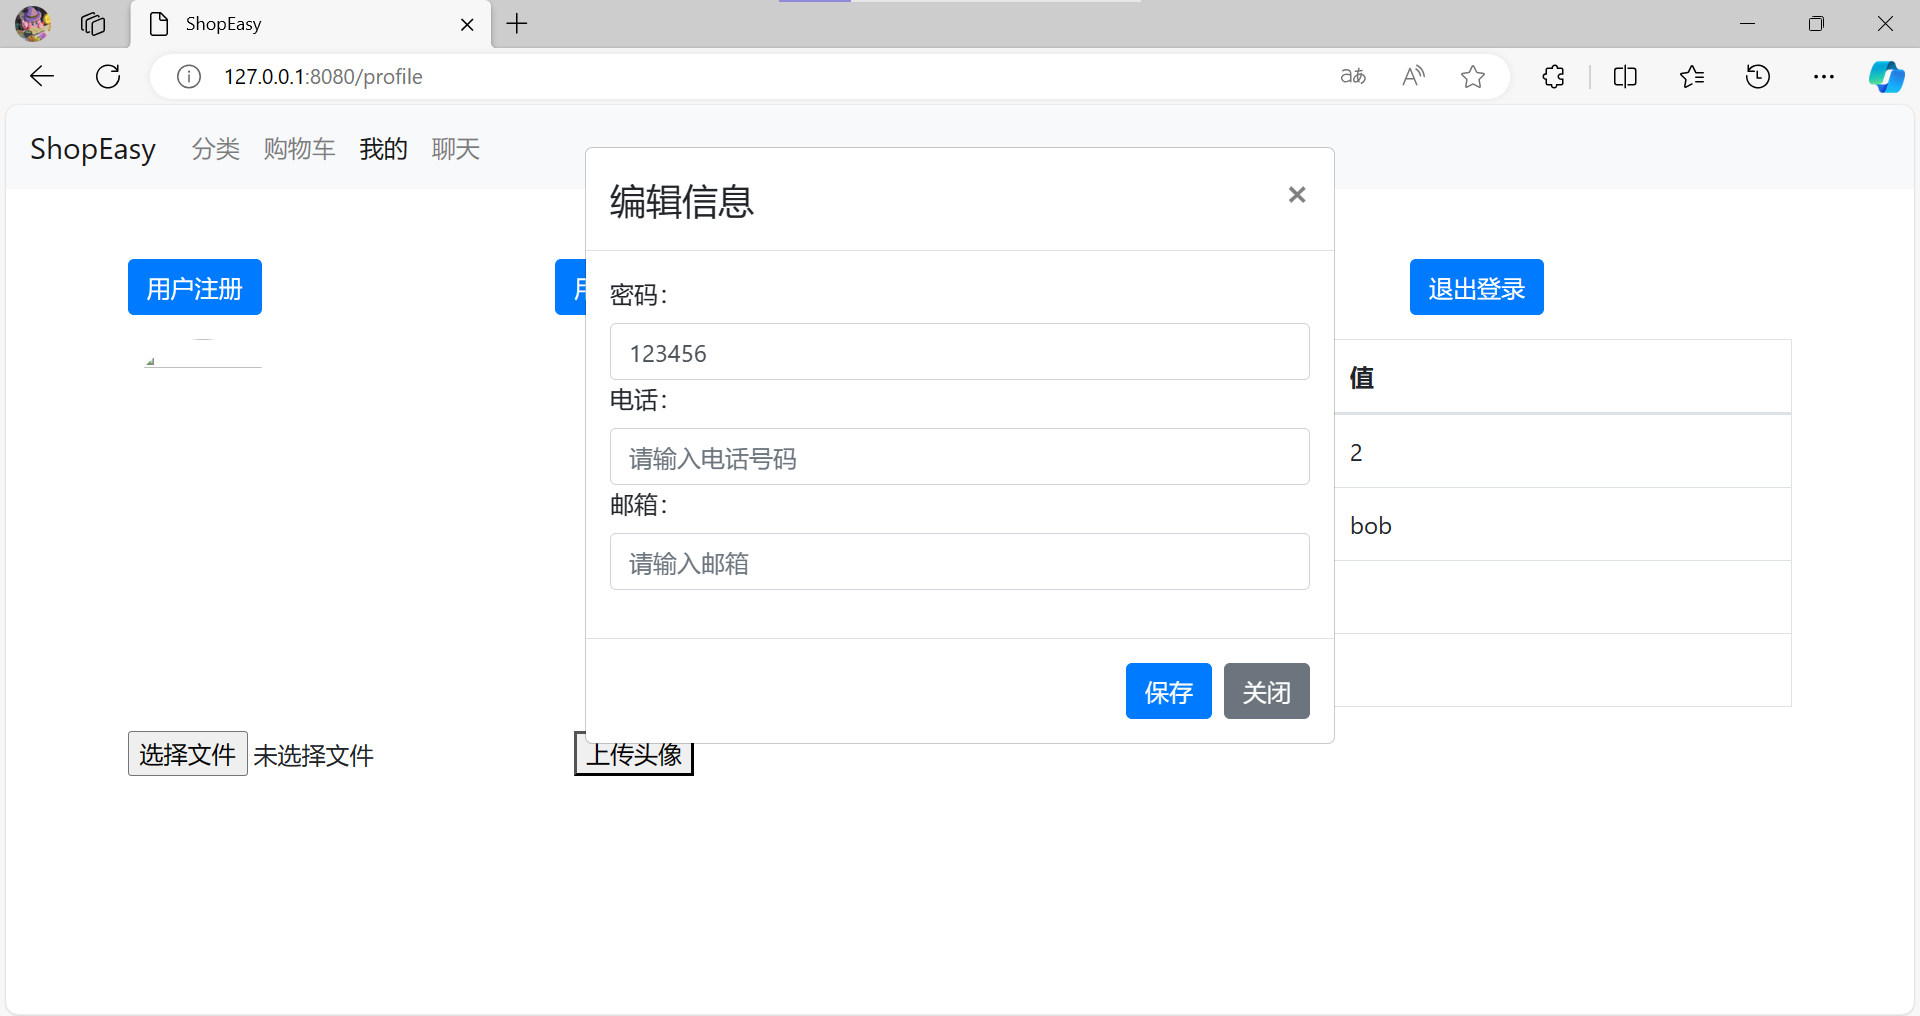 ShopEasy
127.0.0.1:8080/profile
ShopEasy 分类 购物车 我的 聊天
编辑信息
×
用户注册
退出登录
密码：
123456
电话：
请输入电话号码
邮箱：
请输入邮箱
值
2
bob
保存 关闭
选择文件 未选择文件
上传头像